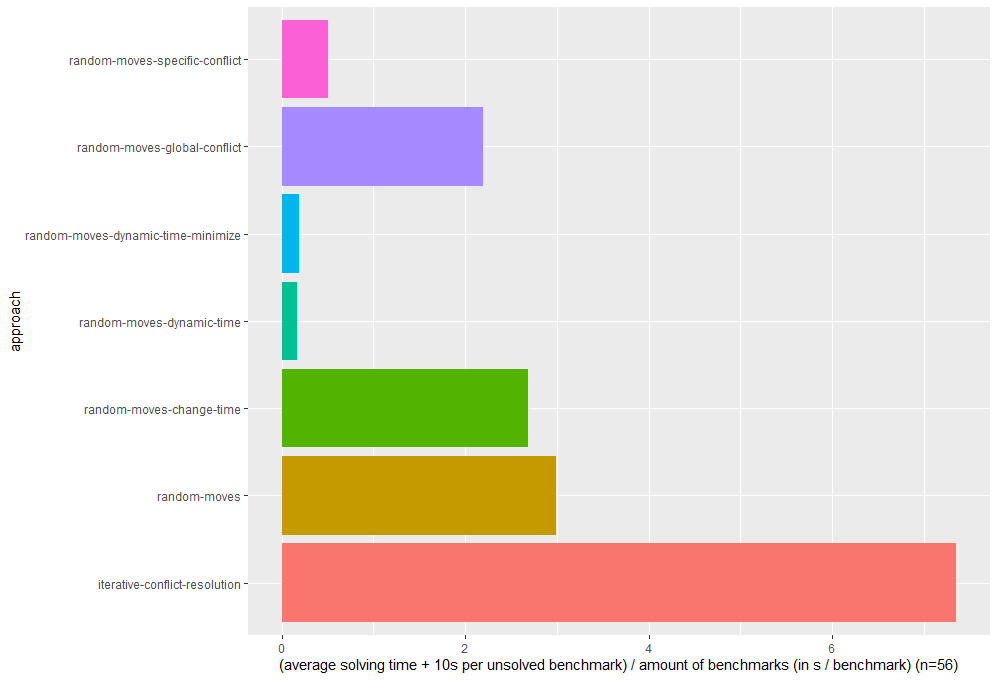 random-moves-specific-conflict
random-moves-global-conflict
random-moves-dynamic-time-minimize
random-moves-dynamic-time
random-moves-change-time
random-moves
iterative-conflict-resolution
approach
0 2 4 6
(average solving time + 10s per unsolved benchmark) / amount of benchmarks (in s / benchmark) (n=56)